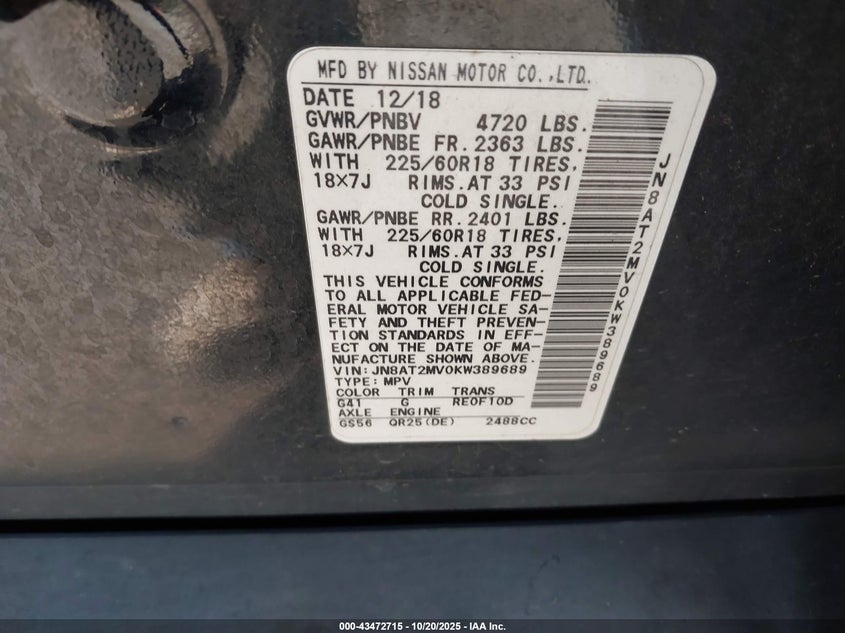 MFD BY NISSAN MOTOR CO.,LTD.
DATE 12/18
GVWR/PNBV 4720 LBS.
GAWR/PNBE FR. 2363 LBS.
WITH 225/60R18 TIRES,
18×7J RIMS.AT 33 PSI
COLD SINGLE.
GAWR/PNBE RR. 2401 LBS.
WITH 225/60R18 TIRES,
18×7J RIMS.AT 33 PSI
COLD SINGLE.
THIS VEHICLE CONFORMS
TO ALL APPLICABLE FED-
ERAL MOTOR VEHICLE SA-
FETY AND THEFT PREVEN-
TION STANDARDS IN EFF-
ECT ON THE DATE OF MA-
NUFACTURE SHOWN ABOVE.
VIN:JN8AT2MV0KW389689
TYPE:MPV
COLOR TRIM TRANS
G41 G RE0F10D
AXLE ENGINE
GS56 QR25(DE) 2488CC
JN8AT2MV0KW389689
000-43472715 - 10/20/2025 - IAA Inc.